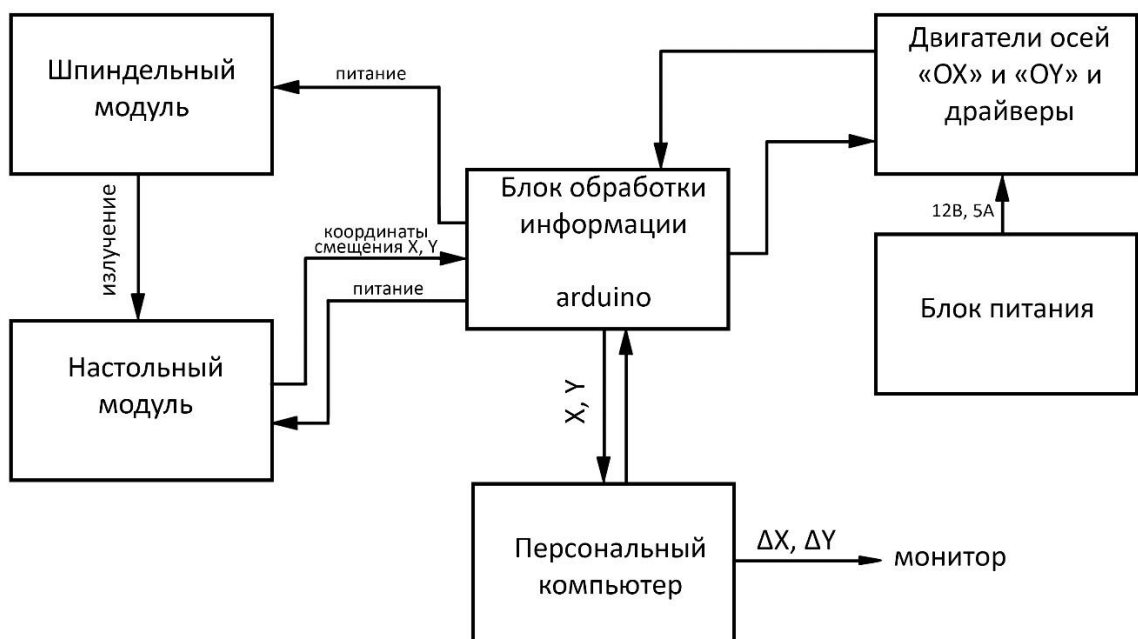 Шпиндельный
модуль
питание
Двигатели осей
«OX» и «OY» и
драйверы
излучение
координаты
смещения X, Y
питание
Блок обработки
информации
arduino
12В, 5А
Блок питания
Настольный
модуль
X, Y
Персональный
компьютер
ΔX, ΔY
монитор